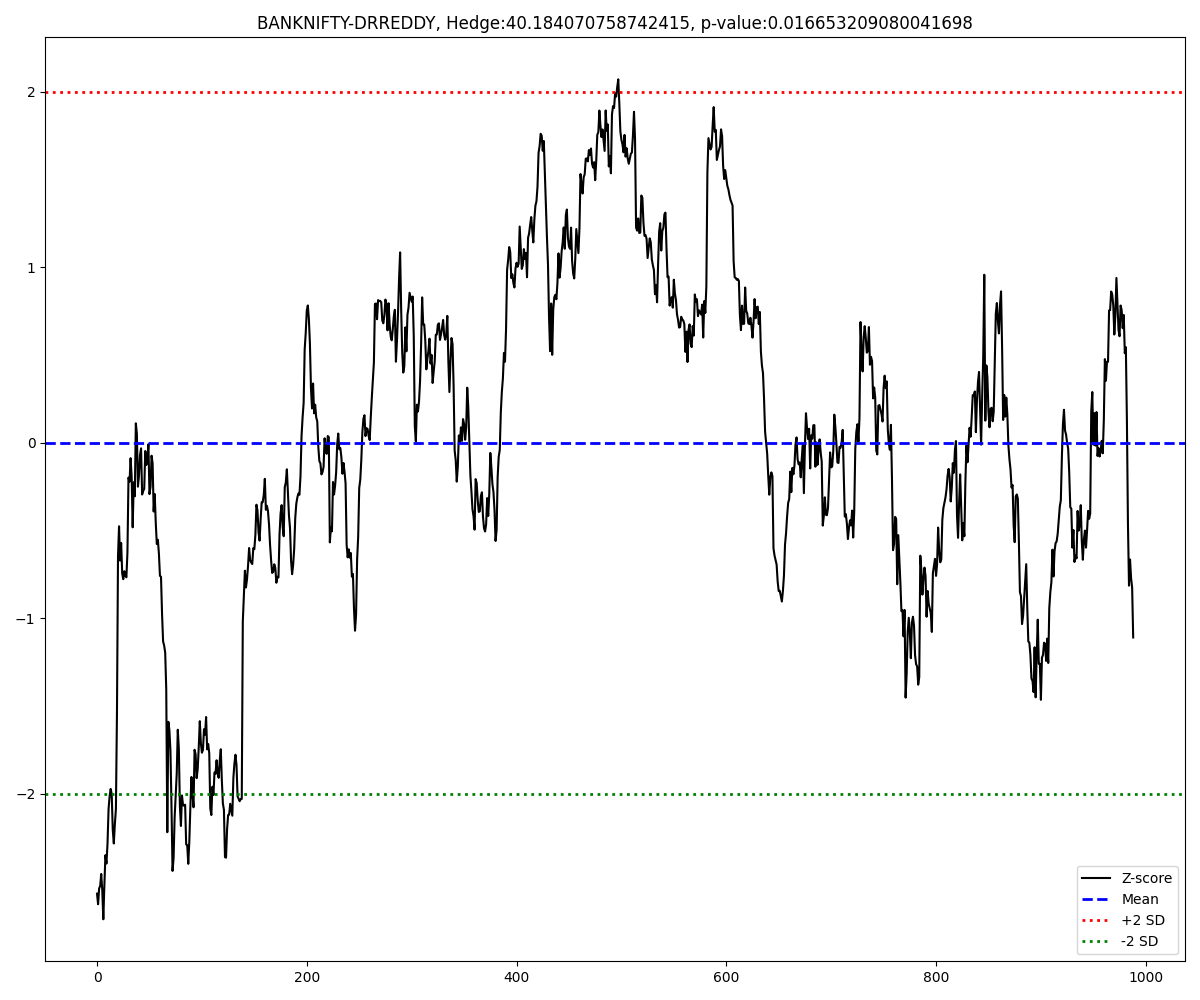 BANKNIFTY-DRREDDY, Hedge:40.184070758742415, p-value:0.016653209080041698
2
1
0
−1
−2
0
200
400
600
800
1000
Z-score
Mean
+2 SD
-2 SD